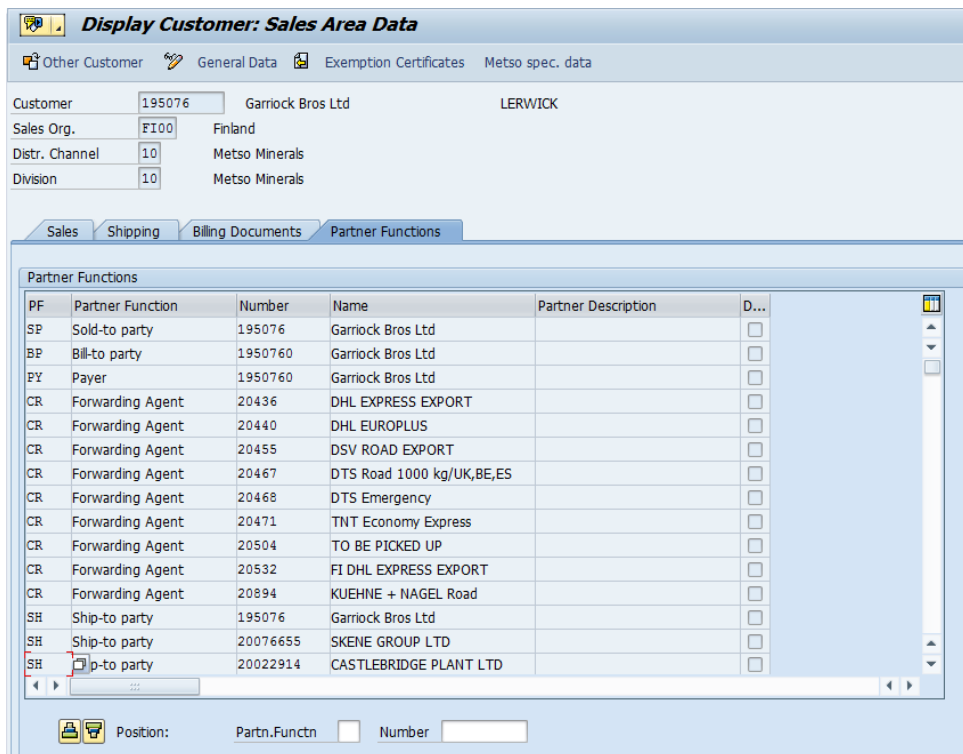 Display Customer: Sales Area Data
Other Customer General Data Exemption Certificates Metso spec. data
Customer 195076 Garriock Bros Ltd LERWICK
Sales Org. FI00 Finland
Distr. Channel 10 Metso Minerals
Division 10 Metso Minerals
Sales Shipping Billing Documents Partner Functions
Partner Functions
PF Partner Function Number Name Partner Description D...
SP Sold-to party 195076 Garriock Bros Ltd
BP Bill-to party 1950760 Garriock Bros Ltd
PY Payer 1950760 Garriock Bros Ltd
CR Forwarding Agent 20436 DHL EXPRESS EXPORT
CR Forwarding Agent 20440 DHL EUROPLUS
CR Forwarding Agent 20455 DSV ROAD EXPORT
CR Forwarding Agent 20467 DTS Road 1000 kg/UK,BE,ES
CR Forwarding Agent 20468 DTS Emergency
CR Forwarding Agent 20471 TNT Economy Express
CR Forwarding Agent 20504 TO BE PICKED UP
CR Forwarding Agent 20532 FI DHL EXPRESS EXPORT
CR Forwarding Agent 20894 KUEHNE + NAGEL Road
SH Ship-to party 195076 Garriock Bros Ltd
SH Ship-to party 20076655 SKENE GROUP LTD
SH p-to party 20022914 CASTLEBRIDGE PLANT LTD
Position: Partn.Functn Number